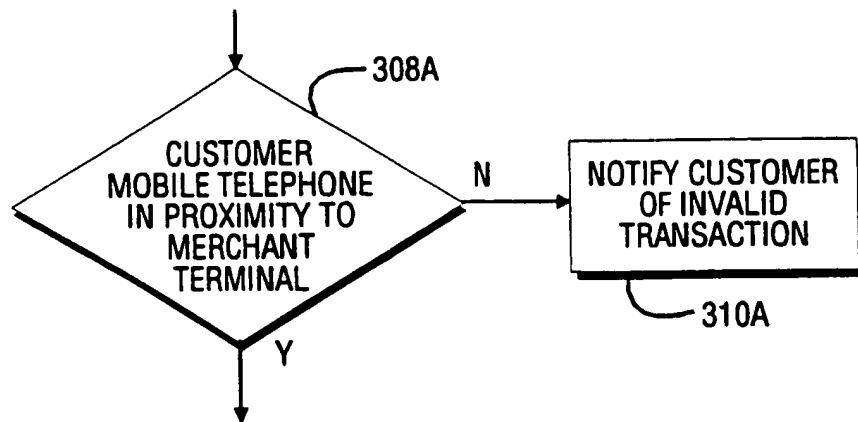 308A
CUSTOMER
MOBILE TELEPHONE
IN PROXIMITY TO
MERCHANT
TERMINAL
N
NOTIFY CUSTOMER
OF INVALID
TRANSACTION
310A
Y